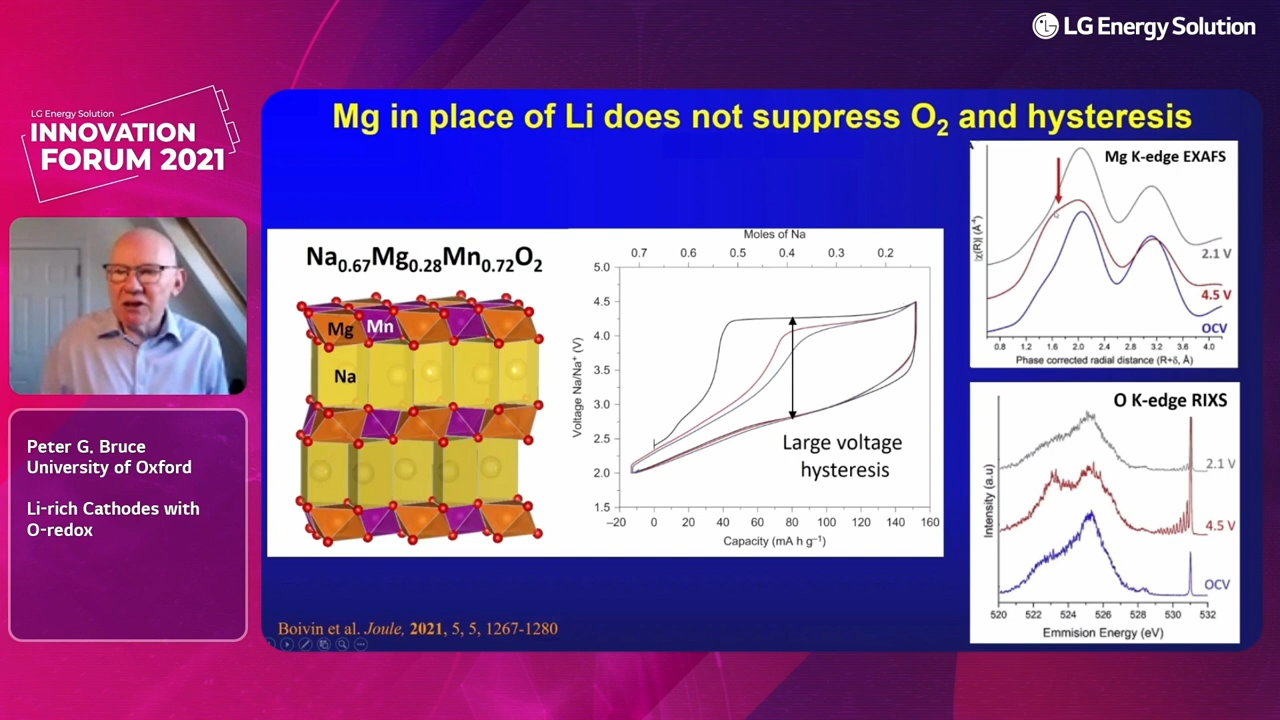 LG Energy Solution
LG Energy Solution
INNOVATION
FORUM 2021
Peter G. Bruce
University of Oxford
Li-rich Cathodes with
O-redox
Mg in place of Li does not suppress O₂ and hysteresis
Na₀.₆₇Mg₀.₂₈Mn₀.₇₂O₂
Mg
Mn
Na
Moles of Na
0.7 0.6 0.5 0.4 0.3 0.2
5.0
4.5
4.0
3.5
3.0
2.5
2.0
1.5
Voltage Na/Na⁺ (V)
Large voltage
hysteresis
−20 0 20 40 60 80 100 120 140 160
Capacity (mA h g⁻¹)
Mg K-edge EXAFS
|χ(R)| (Å⁻⁴)
2.1 V
4.5 V
OCV
0.8 1.2 1.6 2.0 2.4 2.8 3.2 3.6 4.0
Phase corrected radial distance (R+δ, Å)
O K-edge RIXS
Intensity (a.u)
2.1 V
4.5 V
OCV
520 522 524 526 528 530 532
Emmision Energy (eV)
Boivin et al. Joule, 2021, 5, 5, 1267-1280